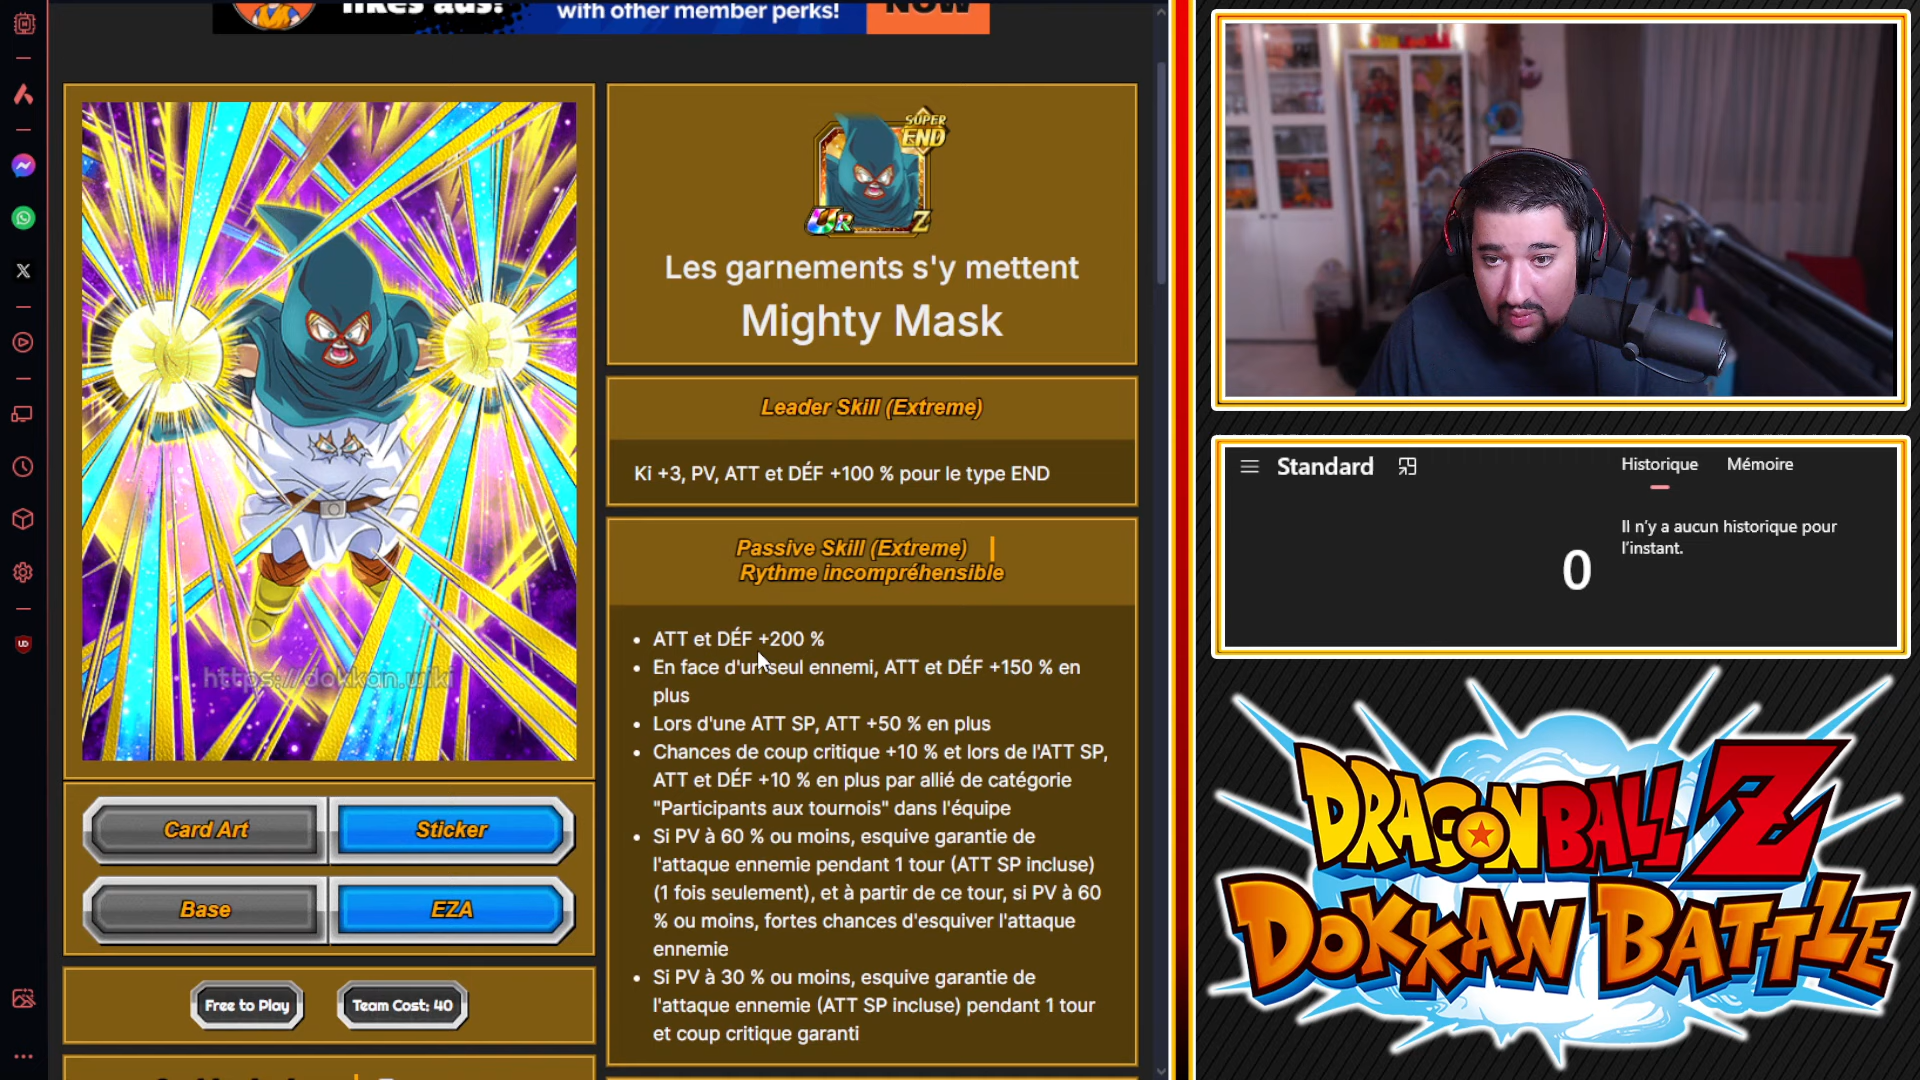 likes ads!
with other member perks!
NOW
SUPER
END
UR
Z
Les garnements s'y mettent
Mighty Mask
Leader Skill (Extreme)
Ki +3, PV, ATT et DÉF +100 % pour le type END
Passive Skill (Extreme)
Rythme incompréhensible
• ATT et DÉF +200 %
• En face d'un seul ennemi, ATT et DÉF +150 % en
plus
• Lors d'une ATT SP, ATT +50 % en plus
• Chances de coup critique +10 % et lors de l'ATT SP,
ATT et DÉF +10 % en plus par allié de catégorie
"Participants aux tournois" dans l'équipe
• Si PV à 60 % ou moins, esquive garantie de
l'attaque ennemie pendant 1 tour (ATT SP incluse)
(1 fois seulement), et à partir de ce tour, si PV à 60
% ou moins, fortes chances d'esquiver l'attaque
ennemie
• Si PV à 30 % ou moins, esquive garantie de
l'attaque ennemie (ATT SP incluse) pendant 1 tour
et coup critique garanti
https://dokkan.wiki
Card Art
Sticker
Base
EZA
Free to Play
Team Cost: 40
Standard
Historique
Mémoire
Il n'y a aucun historique pour
l'instant.
0
DRAGON BALL Z
DOKKAN BATTLE